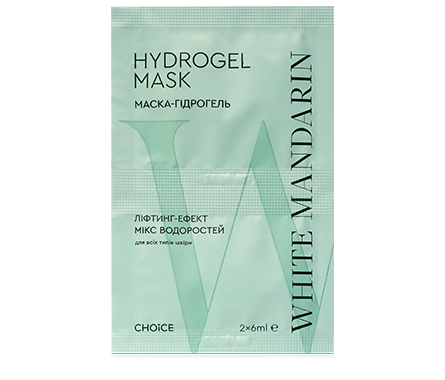 HYDROGEL
MASK
МАСКА-ГІДРОГЕЛЬ
WHITE MANDARIN
ЛІФТИНГ-ЕФЕКТ
МІКС ВОДОРОСТЕЙ
для всіх типів шкіри
CHOICE
2×6ml ℮
W